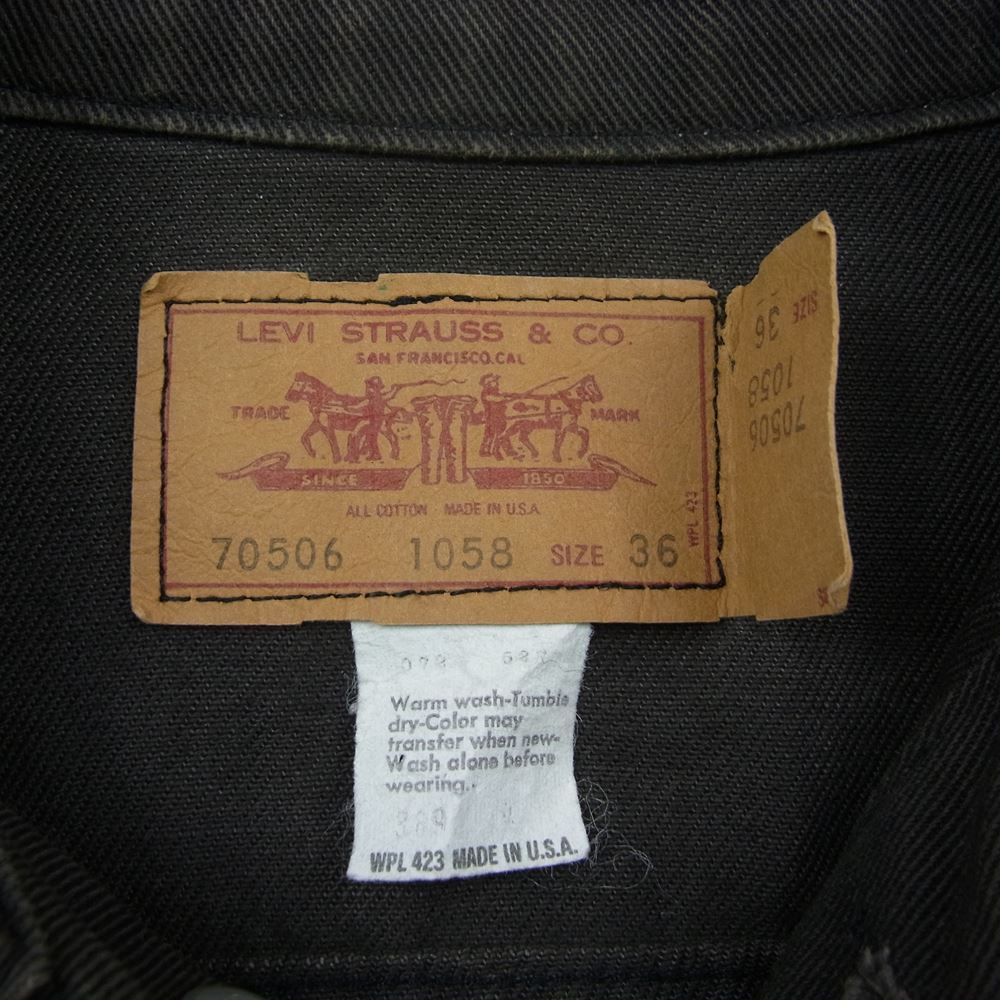 LEVI STRAUSS & CO.
SAN FRANCISCO. CAL
TRADE MARK
SINCE 1850
ALL COTTON MADE IN U.S.A
70506 1058 SIZE 36
WPL 423
SIZE
36
1058
70506
Warm wash-Tumble
dry-Color may
transfer when new-
Wash alone before
wearing.
WPL 423 MADE IN U.S.A.